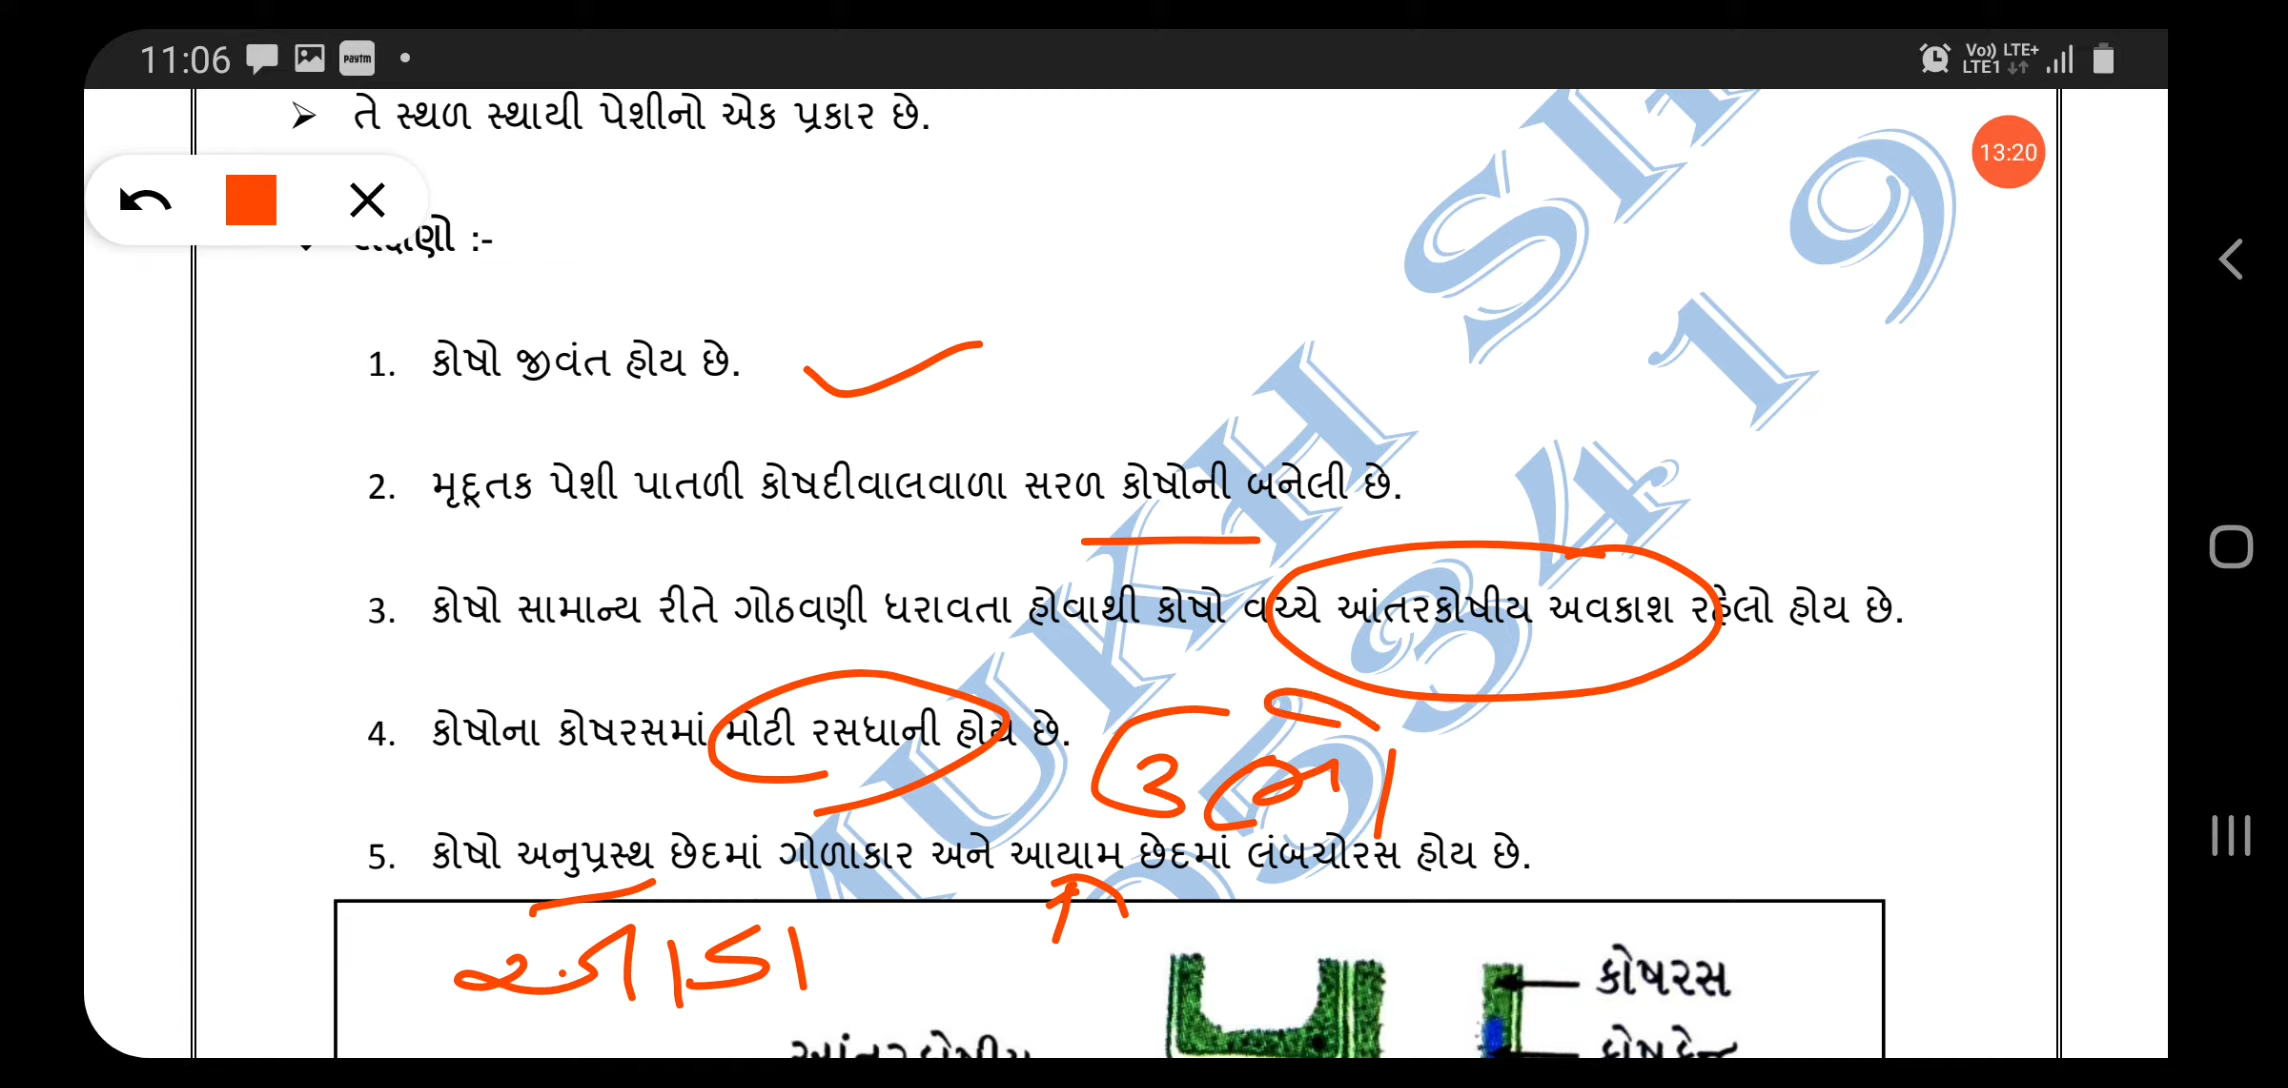 11:06 paytm Vo)) LTE+ LTE1
તે સ્થળ સ્થાયી પેશીનો એક પ્રકાર છે.
13:20
:-
1. કોષો જીવંત હોય છે.
2. મૃદૂતક પેશી પાતળી કોષદીવાલવાળા સરળ કોષોની બનેલી છે.
3. કોષો સામાન્ય રીતે ગોઠવણી ધરાવતા હોવાથી કોષો વચ્ચે આંતરકોષીય અવકાશ રહેલો હોય છે.
4. કોષોના કોષરસમાં મોટી રસધાની હોય છે.
5. કોષો અનુપ્રસ્થ છેદમાં ગોળાકાર અને આયામ છેદમાં લંબચોરસ હોય છે.
કોષરસ